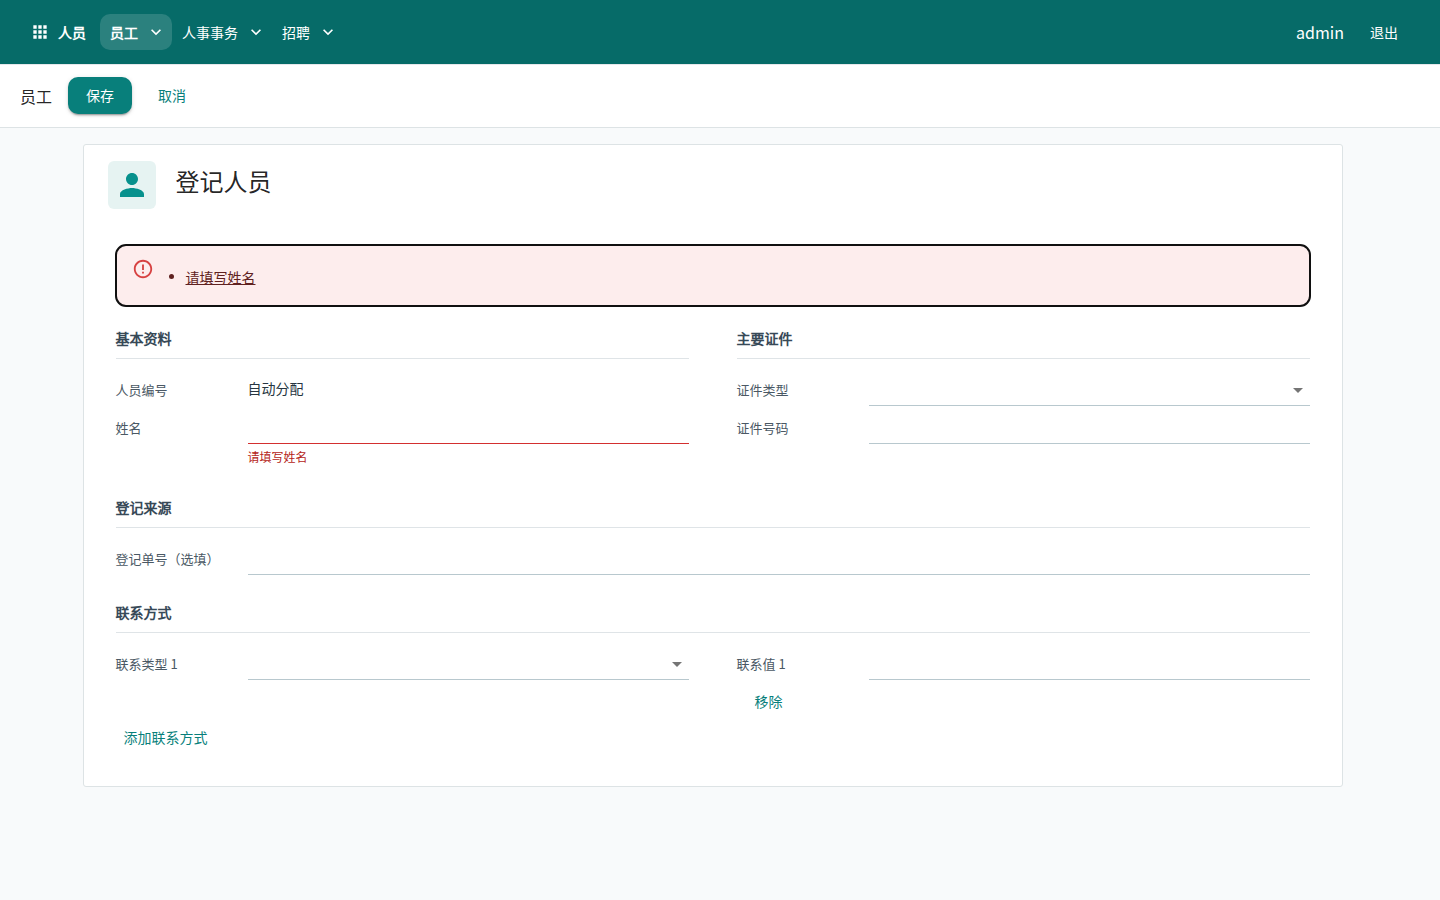 人员 员工 人事事务 招聘 admin 退出
员工 保存 取消
登记人员
请填写姓名
基本资料 主要证件
人员编号 自动分配 证件类型
姓名 证件号码
请填写姓名
登记来源
登记单号（选填）
联系方式
联系类型 1 联系值 1
移除
添加联系方式